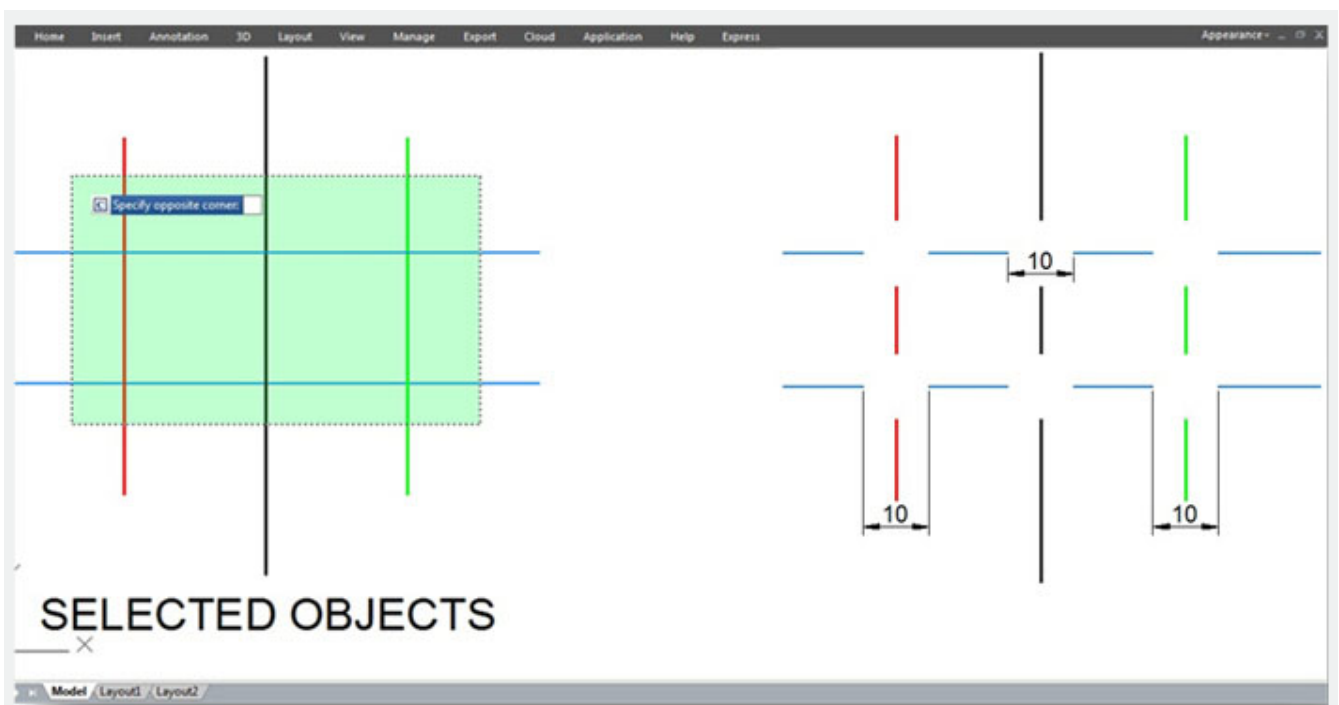 Home Insert Annotation 3D Layout View Manage Export Cloud Application Help Express Appearance
Specify opposite corner:
10
10 10
SELECTED OBJECTS
Model Layout1 Layout2